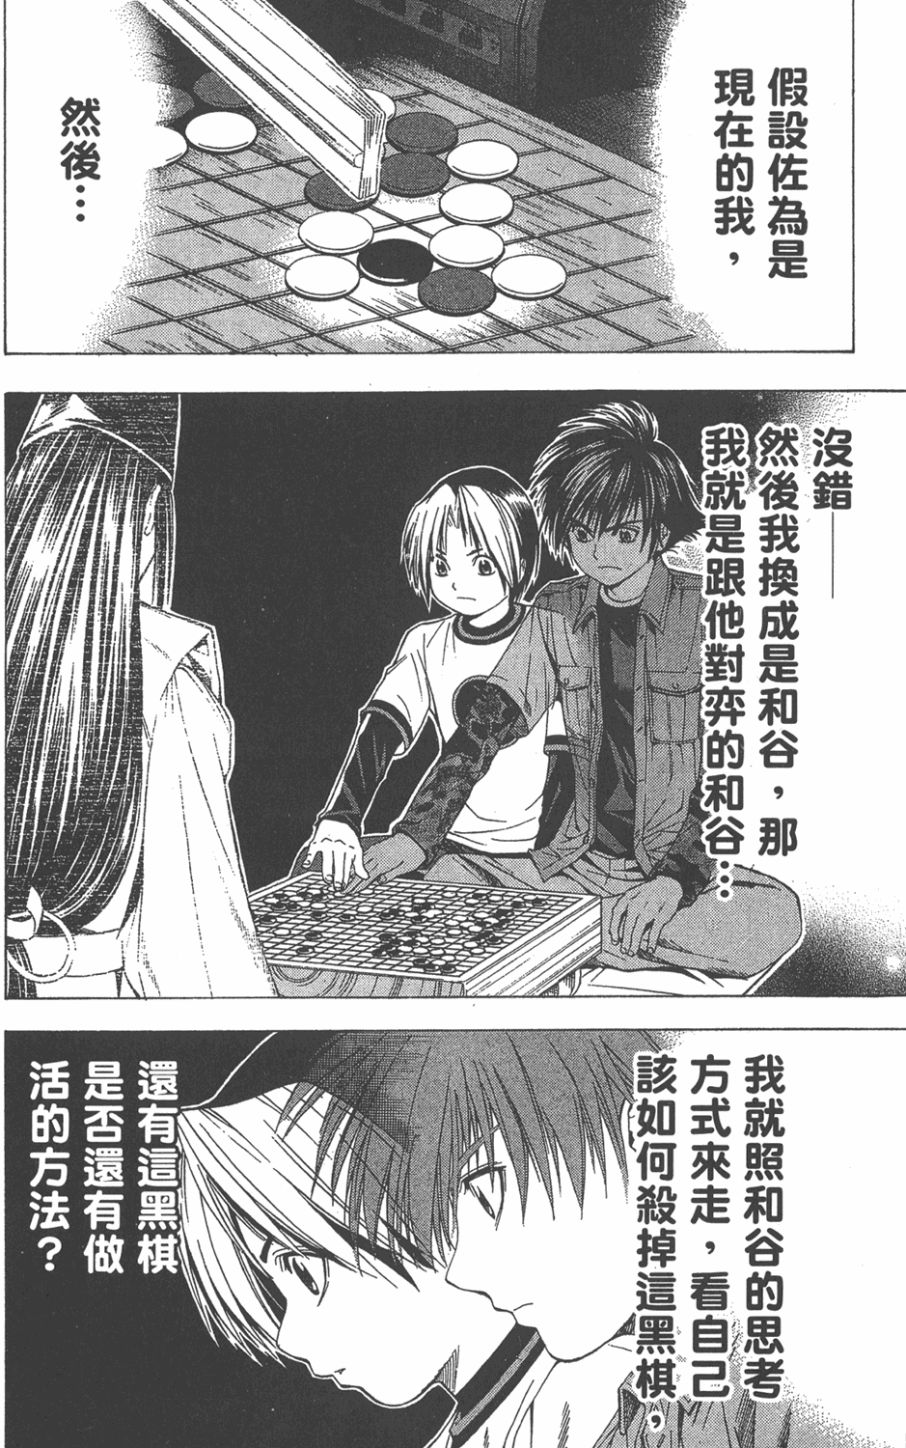 假設佐為是
現在的我，
然後…
沒錯——
然後我換成是和谷，那
我就是跟他對弈的和谷…
我就照和谷的思考
方式來走，看自己
該如何殺掉這黑棋，
還有這黑棋
是否還有做
活的方法？